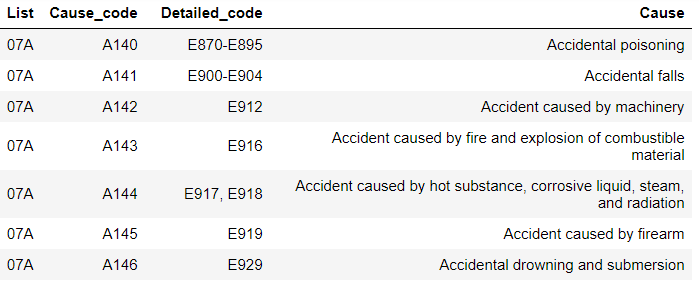 List Cause_code Detailed_code Cause
07A A140 E870-E895 Accidental poisoning
07A A141 E900-E904 Accidental falls
07A A142 E912 Accident caused by machinery
07A A143 E916 Accident caused by fire and explosion of combustible
material
07A A144 E917, E918 Accident caused by hot substance, corrosive liquid, steam,
and radiation
07A A145 E919 Accident caused by firearm
07A A146 E929 Accidental drowning and submersion